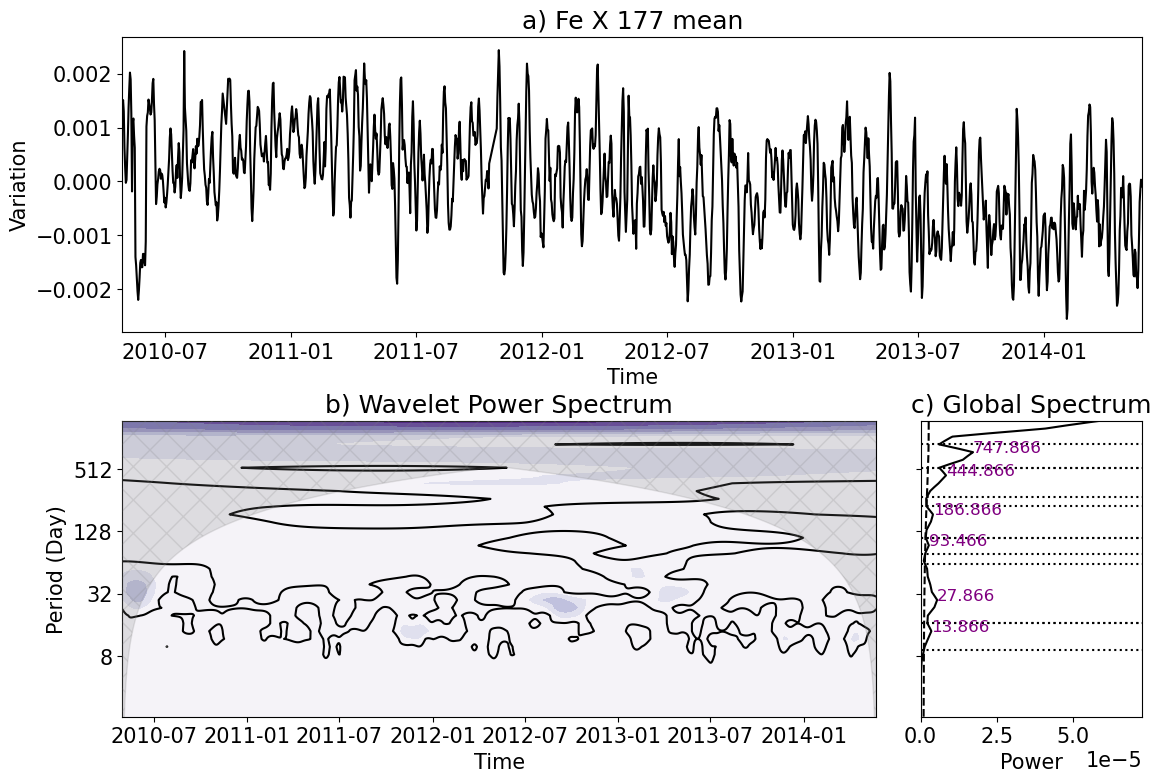 a) Fe X 177 mean
0.002
0.001
0.000
−0.001
−0.002
Variation
2010-07 2011-01 2011-07 2012-01 2012-07 2013-01 2013-07 2014-01
Time
b) Wavelet Power Spectrum
512
128
32
8
Period (Day)
2010-07 2011-01 2011-07 2012-01 2012-07 2013-01 2013-07 2014-01
Time
c) Global Spectrum
747.866
444.866
186.866
93.466
27.866
13.866
0.0 2.5 5.0
Power 1e−5